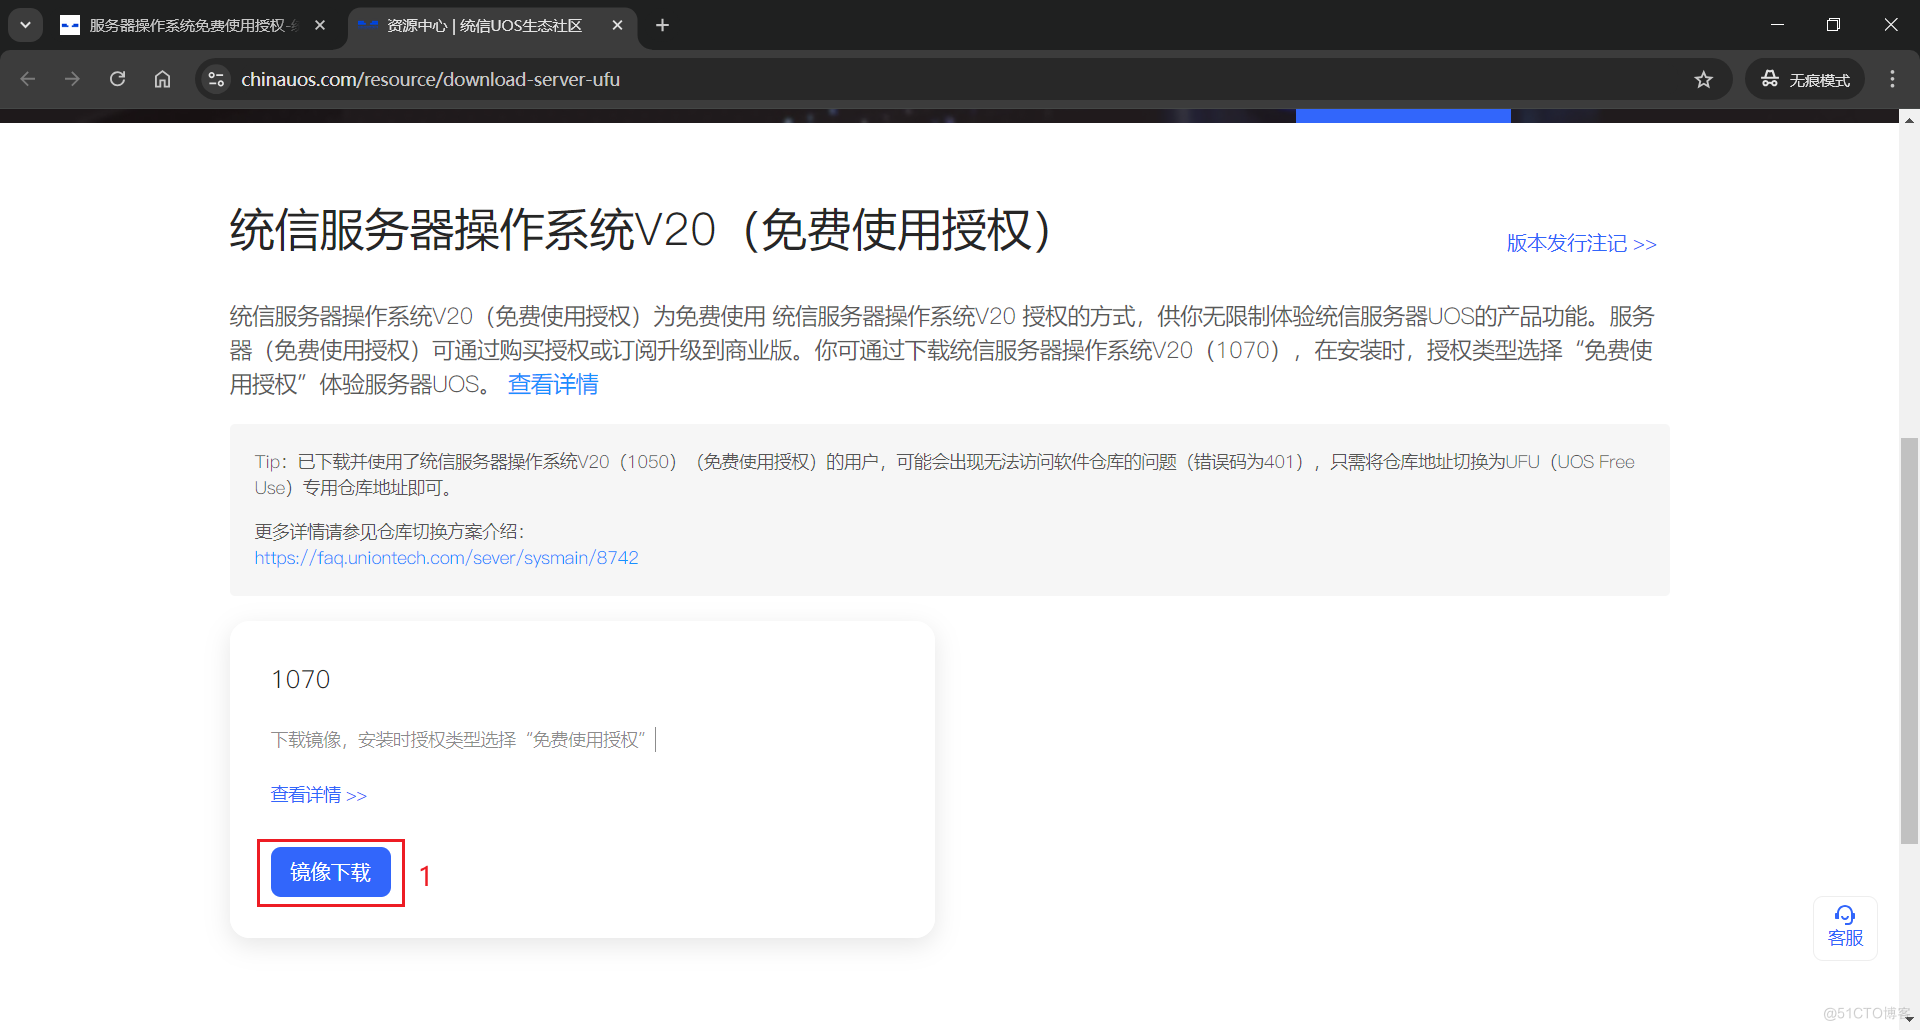 服务器操作系统免费使用授权-
资源中心 | 统信UOS生态社区
chinauos.com/resource/download-server-ufu
无痕模式
统信服务器操作系统V20（免费使用授权）
版本发行注记 >>
统信服务器操作系统V20（免费使用授权）为免费使用 统信服务器操作系统V20 授权的方式，供你无限制体验统信服务器UOS的产品功能。服务
器（免费使用授权）可通过购买授权或订阅升级到商业版。你可通过下载统信服务器操作系统V20（1070），在安装时，授权类型选择“免费使
用授权”体验服务器UOS。 查看详情
Tip：已下载并使用了统信服务器操作系统V20（1050）（免费使用授权）的用户，可能会出现无法访问软件仓库的问题（错误码为401），只需将仓库地址切换为UFU（UOS Free
Use）专用仓库地址即可。
更多详情请参见仓库切换方案介绍：
https://faq.uniontech.com/sever/sysmain/8742
1070
下载镜像，安装时授权类型选择“免费使用授权”
查看详情 >>
镜像下载
1
客服
@51CTO博客